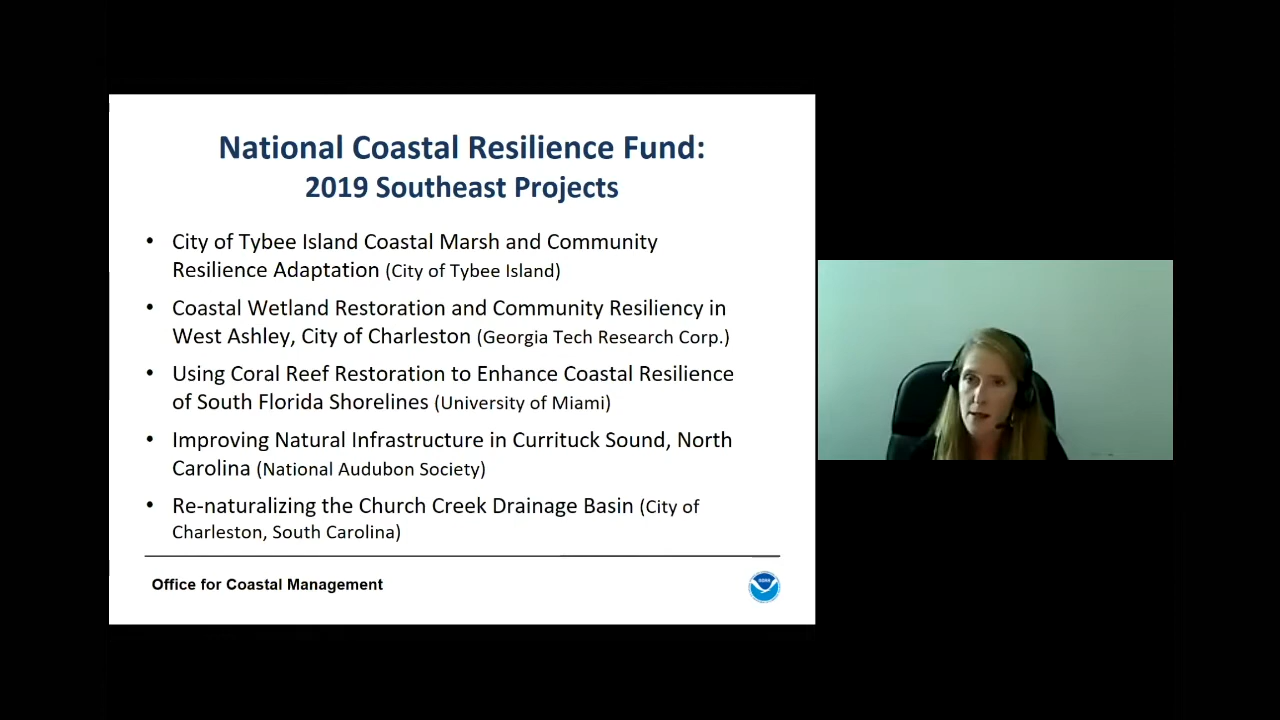 National Coastal Resilience Fund:
2019 Southeast Projects
• City of Tybee Island Coastal Marsh and Community
Resilience Adaptation (City of Tybee Island)
• Coastal Wetland Restoration and Community Resiliency in
West Ashley, City of Charleston (Georgia Tech Research Corp.)
• Using Coral Reef Restoration to Enhance Coastal Resilience
of South Florida Shorelines (University of Miami)
• Improving Natural Infrastructure in Currituck Sound, North
Carolina (National Audubon Society)
• Re-naturalizing the Church Creek Drainage Basin (City of
Charleston, South Carolina)
Office for Coastal Management
NOAA